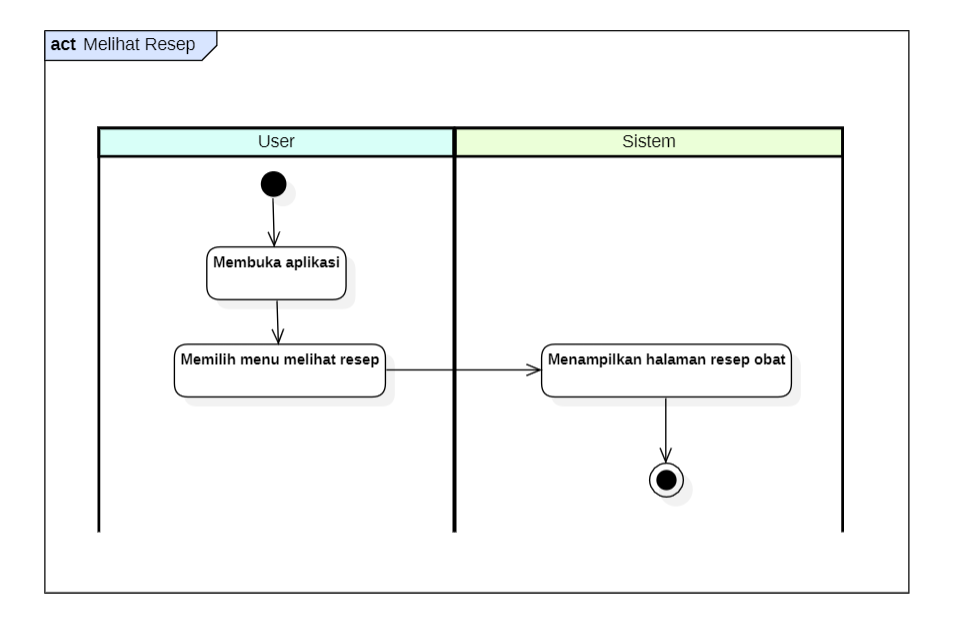 act Melihat Resep
User
Sistem
Membuka aplikasi
Memilih menu melihat resep
Menampilkan halaman resep obat